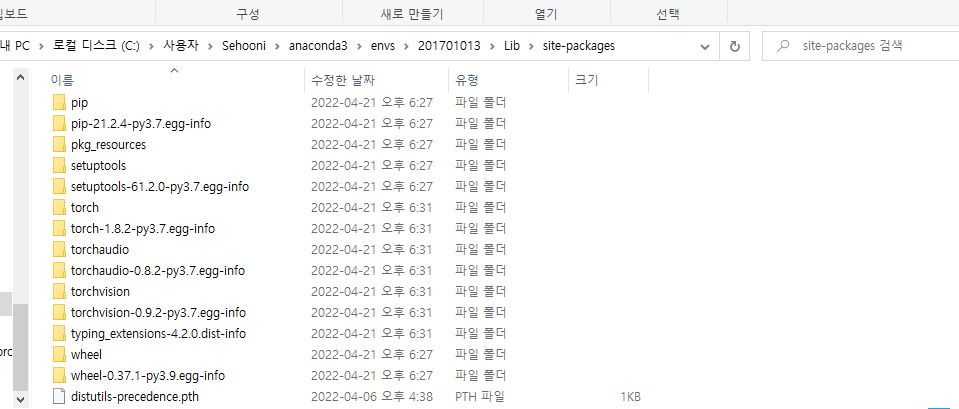 립보드 구성 새로 만들기 열기 선택
내 PC > 로컬 디스크 (C:) > 사용자 > Sehooni > anaconda3 > envs > 201701013 > Lib > site-packages site-packages 검색
이름 수정한 날짜 유형 크기
pip 2022-04-21 오후 6:27 파일 폴더
pip-21.2.4-py3.7.egg-info 2022-04-21 오후 6:27 파일 폴더
pkg_resources 2022-04-21 오후 6:27 파일 폴더
setuptools 2022-04-21 오후 6:27 파일 폴더
setuptools-61.2.0-py3.7.egg-info 2022-04-21 오후 6:27 파일 폴더
torch 2022-04-21 오후 6:31 파일 폴더
torch-1.8.2-py3.7.egg-info 2022-04-21 오후 6:31 파일 폴더
torchaudio 2022-04-21 오후 6:31 파일 폴더
torchaudio-0.8.2-py3.7.egg-info 2022-04-21 오후 6:31 파일 폴더
torchvision 2022-04-21 오후 6:31 파일 폴더
torchvision-0.9.2-py3.7.egg-info 2022-04-21 오후 6:31 파일 폴더
typing_extensions-4.2.0.dist-info 2022-04-21 오후 6:31 파일 폴더
wheel 2022-04-21 오후 6:27 파일 폴더
wheel-0.37.1-py3.9.egg-info 2022-04-21 오후 6:27 파일 폴더
distutils-precedence.pth 2022-04-06 오후 4:38 PTH 파일 1KB